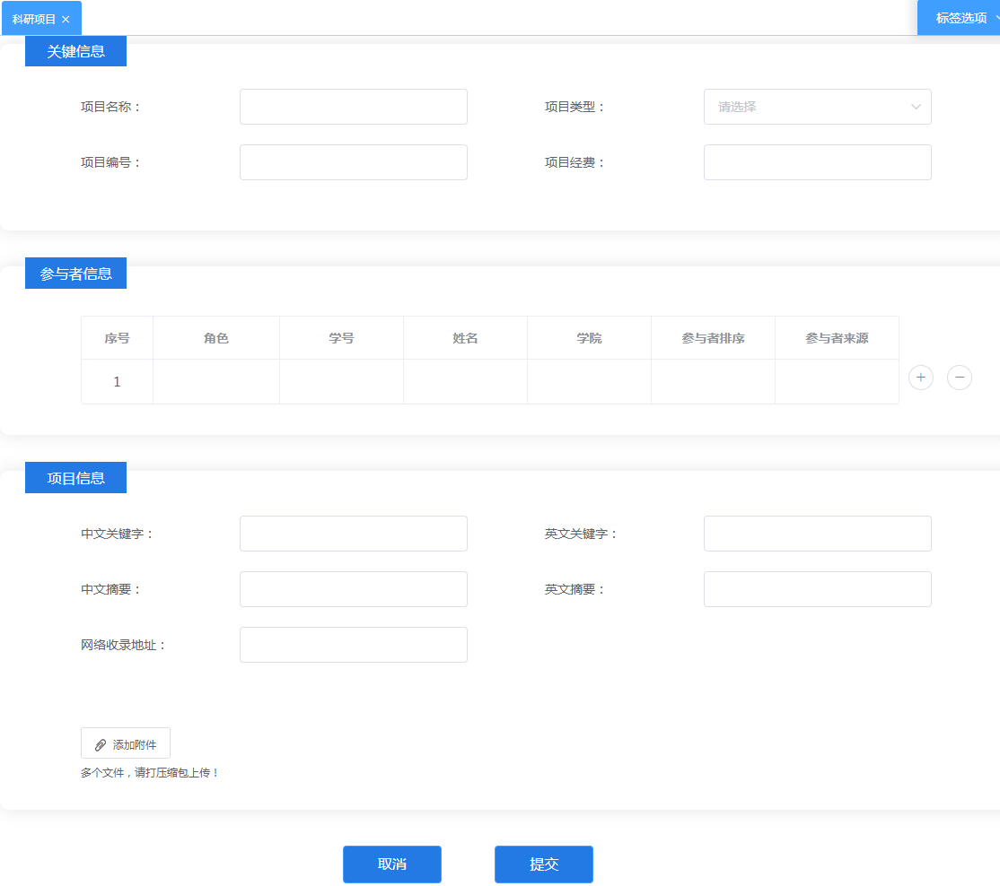 科研项目 ×
标签选项
关键信息
项目名称：
项目类型：
请选择
项目编号：
项目经费：
参与者信息
序号 角色 学号 姓名 学院 参与者排序 参与者来源
1
项目信息
中文关键字：
英文关键字：
中文摘要：
英文摘要：
网络收录地址：
添加附件
多个文件，请打压缩包上传！
取消
提交